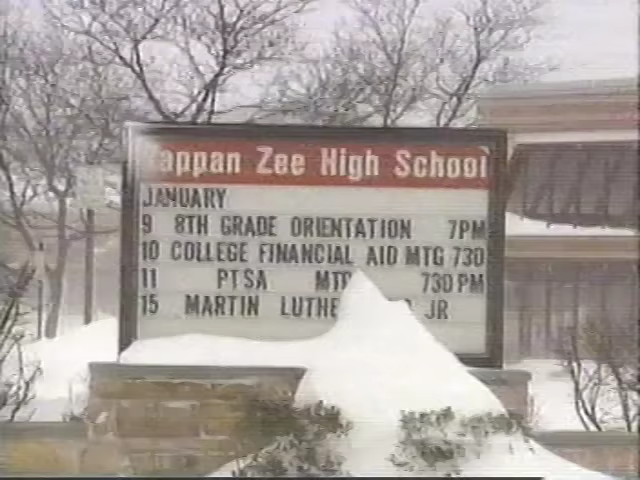 Tappan Zee High School
JANUARY
9 8TH GRADE ORIENTATION 7PM
10 COLLEGE FINANCIAL AID MTG 730
11 PTSA 730 PM
15 MARTIN JR